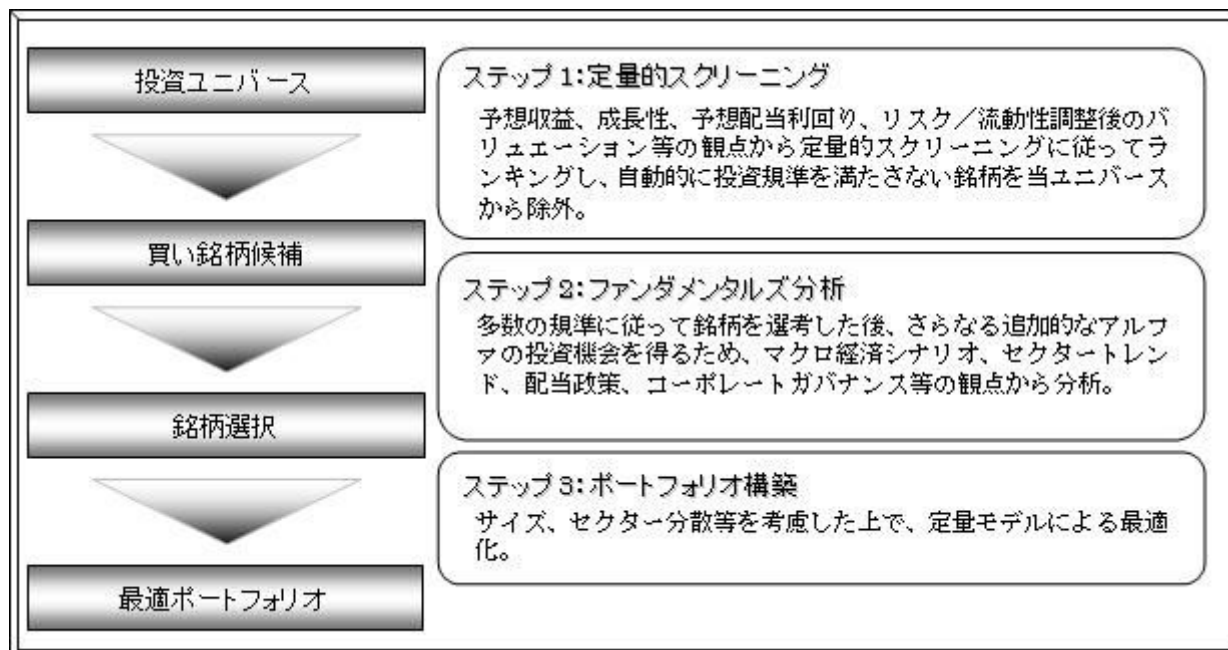 投資ユニバース
ステップ1:定量的スクリーニング
予想収益、成長性、予想配当利回り、リスク／流動性調整後のバ
リュエーション等の観点から定量的スクリーニングに従ってラ
ンキングし、自動的に投資規準を満たさない銘柄を当ユニバース
から除外。
買い銘柄候補
ステップ2:ファンダメンタルズ分析
多数の規準に従って銘柄を選考した後、さらなる追加的なアルフ
ァの投資機会を得るため、マクロ経済シナリオ、セクタートレン
ド、配当政策、コーポレートガバナンス等の観点から分析。
銘柄選択
ステップ3:ポートフォリオ構築
サイズ、セクター分散等を考慮した上で、定量モデルによる最適
化。
最適ポートフォリオ